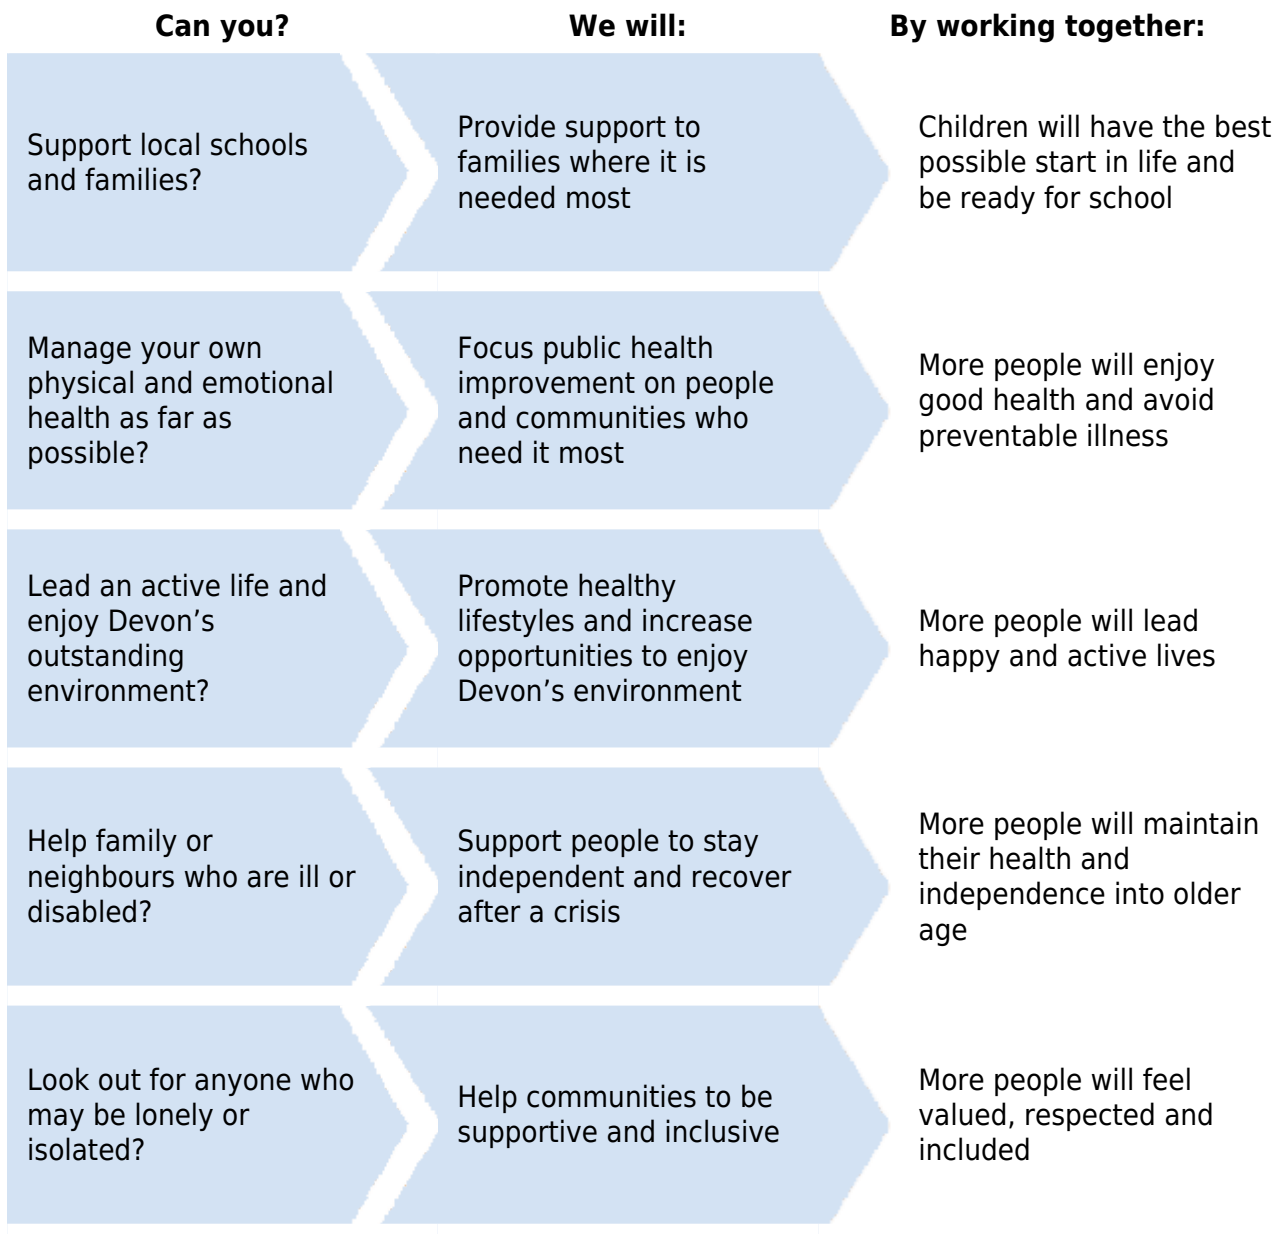 Can you?
We will:
By working together:
Support local schools
and families?
Provide support to
families where it is
needed most
Children will have the best
possible start in life and
be ready for school
Manage your own
physical and emotional
health as far as
possible?
Focus public health
improvement on people
and communities who
need it most
More people will enjoy
good health and avoid
preventable illness
Lead an active life and
enjoy Devon’s
outstanding
environment?
Promote healthy
lifestyles and increase
opportunities to enjoy
Devon’s environment
More people will lead
happy and active lives
Help family or
neighbours who are ill or
disabled?
Support people to stay
independent and recover
after a crisis
More people will maintain
their health and
independence into older
age
Look out for anyone who
may be lonely or
isolated?
Help communities to be
supportive and inclusive
More people will feel
valued, respected and
included